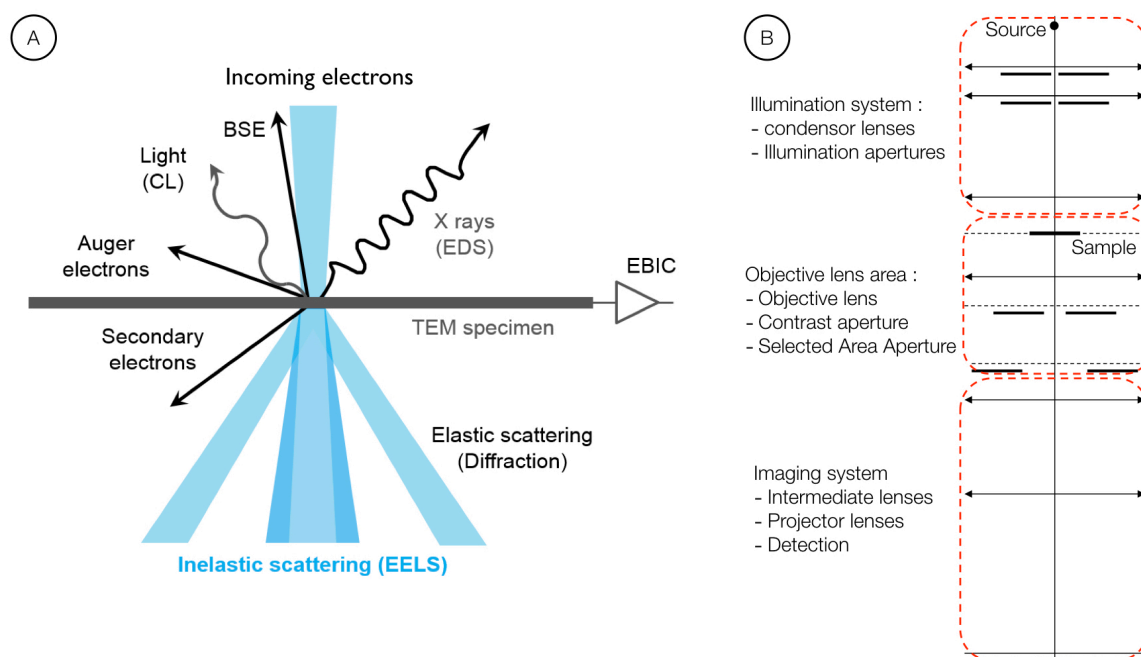 A
Incoming electrons
BSE
Light
(CL)
X rays
(EDS)
Auger
electrons
EBIC
TEM specimen
Secondary
electrons
Elastic scattering
(Diffraction)
Inelastic scattering (EELS)
B
Source
Illumination system :
- condensor lenses
- Illumination apertures
Sample
Objective lens area :
- Objective lens
- Contrast aperture
- Selected Area Aperture
Imaging system
- Intermediate lenses
- Projector lenses
- Detection